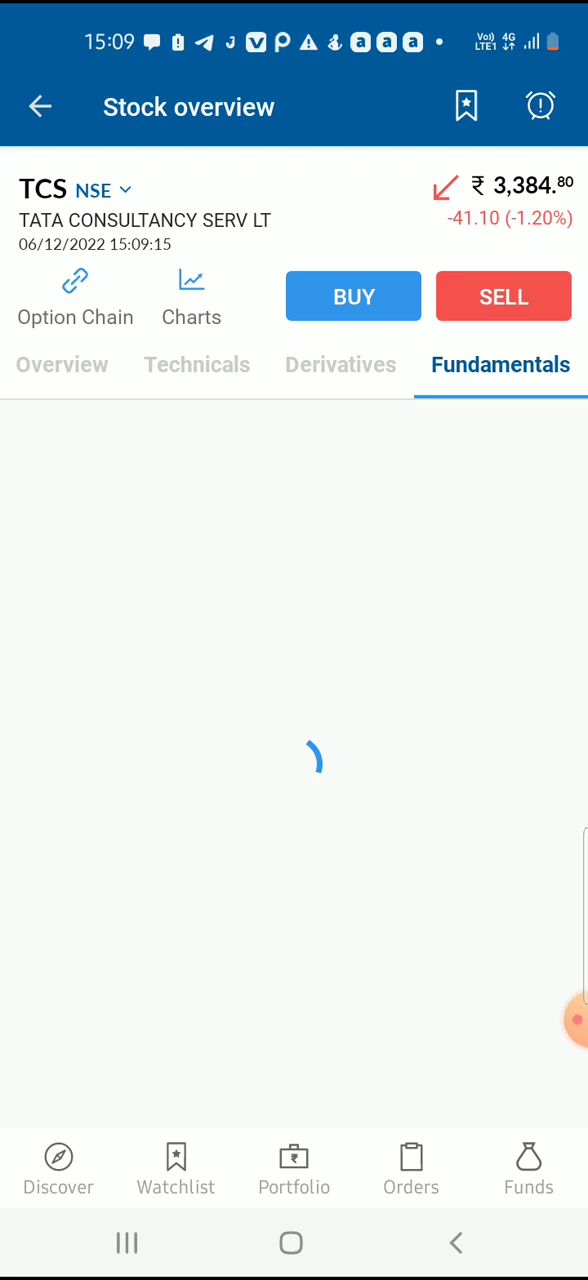 15:09 Vo)) LTE1 4G
Stock overview
TCS NSE ₹ 3,384.80
TATA CONSULTANCY SERV LT -41.10 (-1.20%)
06/12/2022 15:09:15
Option Chain Charts BUY SELL
Overview Technicals Derivatives Fundamentals
Discover Watchlist Portfolio Orders Funds